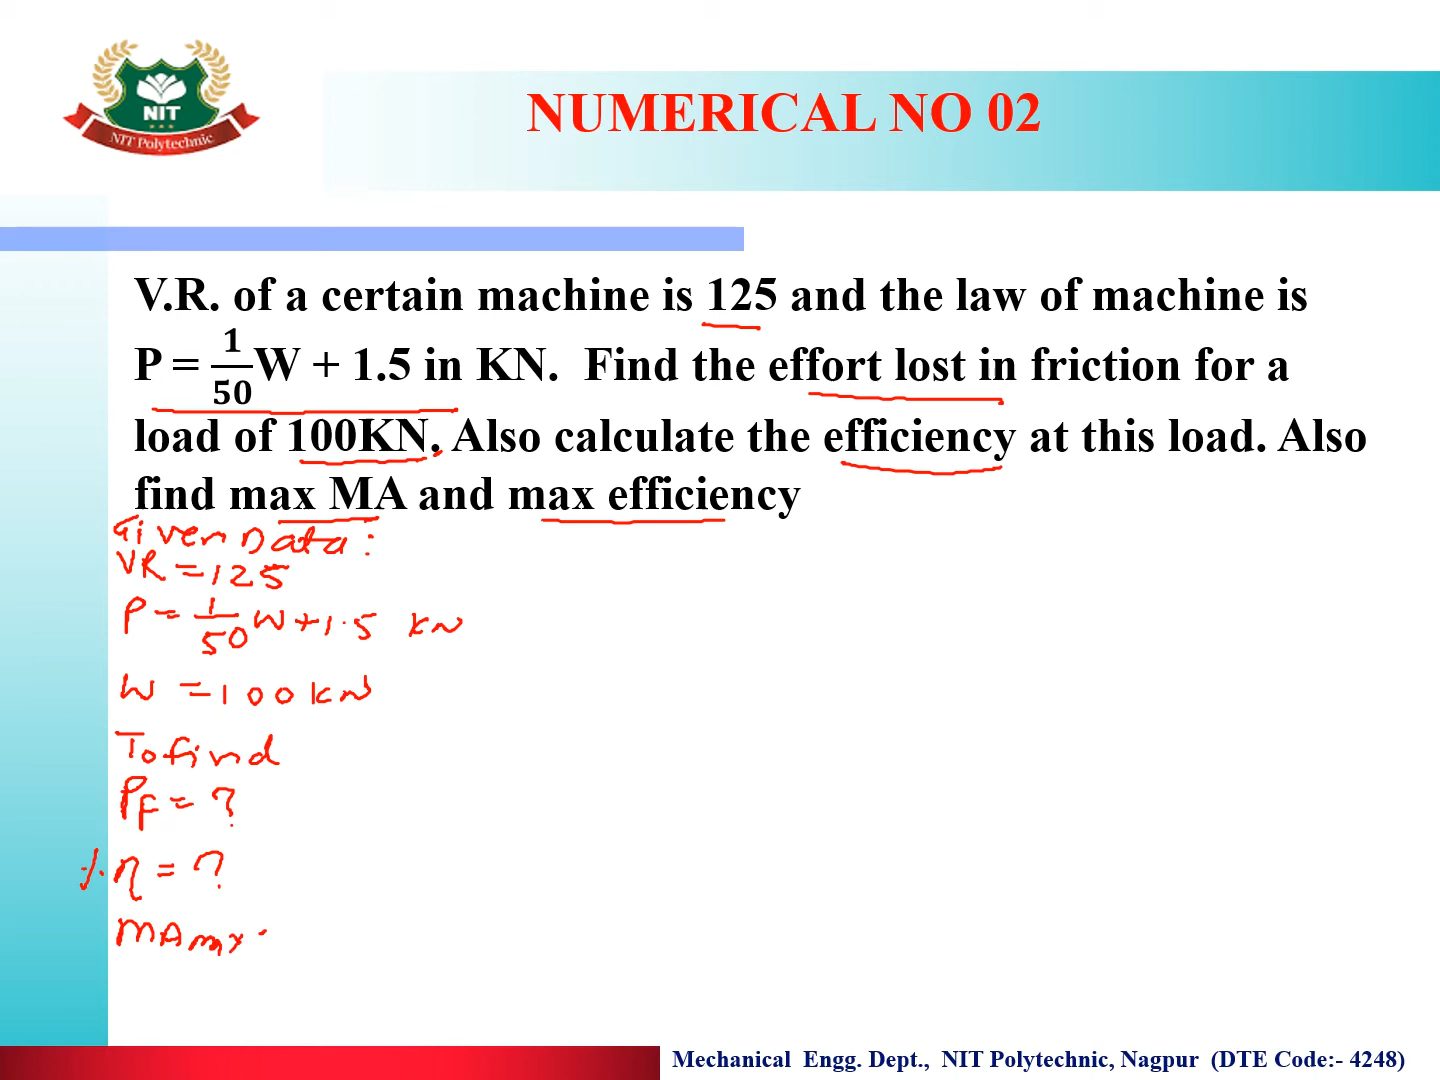 NIT
NIT Polytechnic
NUMERICAL NO 02
V.R. of a certain machine is 125 and the law of machine is
P = 1/50 W + 1.5 in KN. Find the effort lost in friction for a
load of 100KN. Also calculate the efficiency at this load. Also
find max MA and max efficiency
Given Data:
VR = 125
P = 1/50 W + 1.5 KN
W = 100 KN
To find
PF = ?
% η = ?
MA max
Mechanical Engg. Dept., NIT Polytechnic, Nagpur (DTE Code:- 4248)